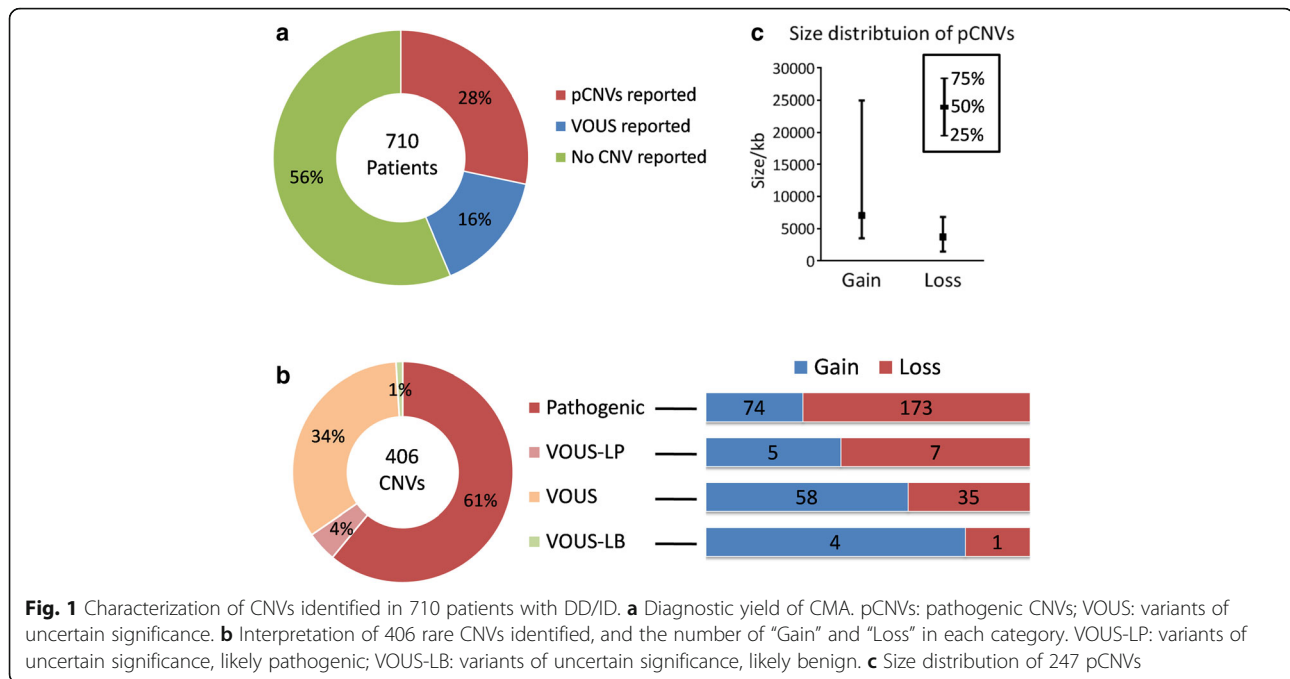 a
710
Patients
28%
16%
56%
pCNVs reported
VOUS reported
No CNV reported
c Size distribtuion of pCNVs
Size/kb
30000
25000
20000
15000
10000
5000
0
75%
50%
25%
Gain Loss
b
406
CNVs
1%
34%
4%
61%
Gain Loss
Pathogenic 74 173
VOUS-LP 5 7
VOUS 58 35
VOUS-LB 4 1
Fig. 1 Characterization of CNVs identified in 710 patients with DD/ID. a Diagnostic yield of CMA. pCNVs: pathogenic CNVs; VOUS: variants of
uncertain significance. b Interpretation of 406 rare CNVs identified, and the number of “Gain” and “Loss” in each category. VOUS-LP: variants of
uncertain significance, likely pathogenic; VOUS-LB: variants of uncertain significance, likely benign. c Size distribution of 247 pCNVs